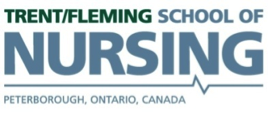 TRENT/FLEMING SCHOOL OF
NURSING
PETERBOROUGH, ONTARIO, CANADA